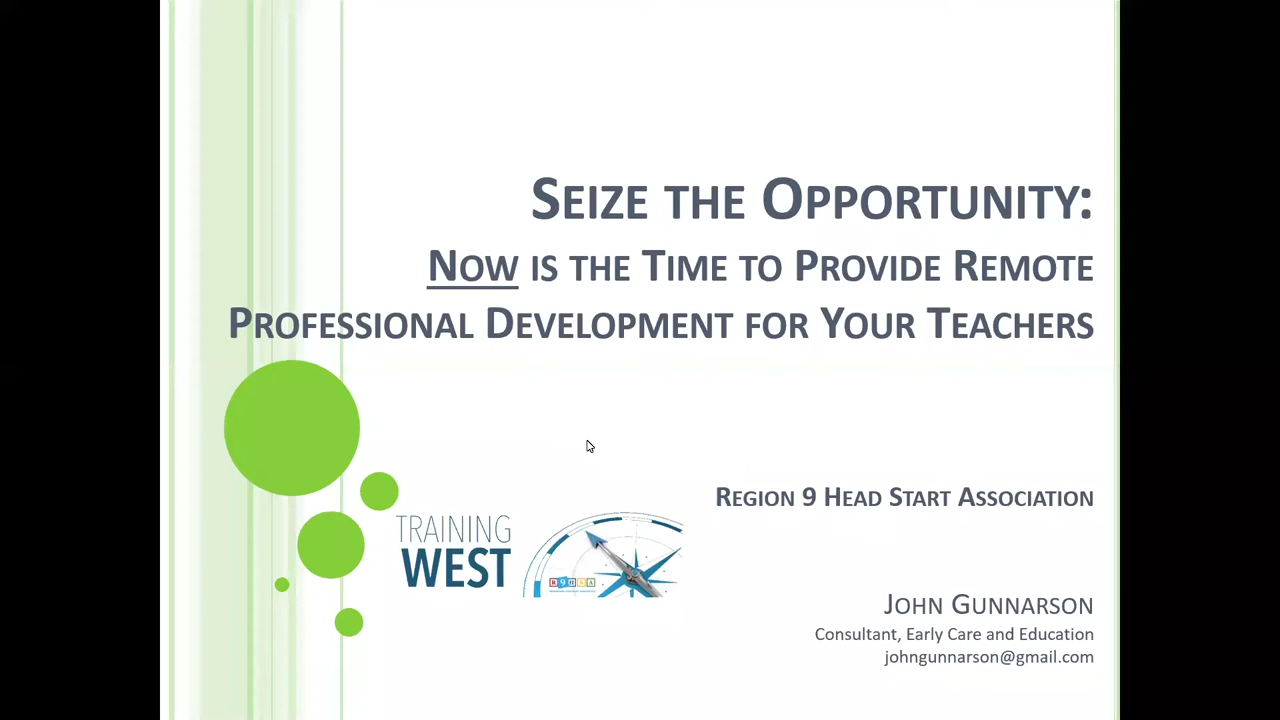 SEIZE THE OPPORTUNITY:
NOW IS THE TIME TO PROVIDE REMOTE
PROFESSIONAL DEVELOPMENT FOR YOUR TEACHERS
REGION 9 HEAD START ASSOCIATION
TRAINING
WEST
R9HSA
JOHN GUNNARSON
Consultant, Early Care and Education
johngunnarson@gmail.com